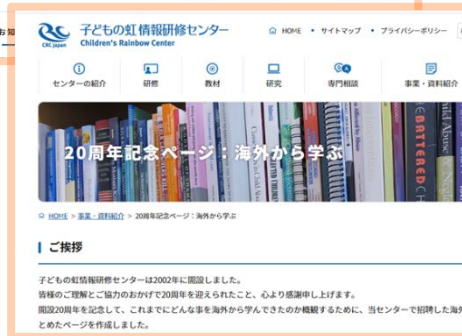 お知
子どもの虹情報研修センター
CRC japan Children's Rainbow Center
HOME • サイトマップ • プライバシーポリシー
センターの紹介 研修 教材 研究 専門相談 事業・資料紹介
20周年記念ページ：海外から学ぶ
HOME > 事業・資料紹介 > 20周年記念ページ：海外から学ぶ
ご挨拶
子どもの虹情報研修センターは2002年に開設しました。
皆様のご理解とご協力のおかげで20周年を迎えられたこと、心より感謝申し上げます。
開設20周年を記念して、これまでにどんな事を海外から学んできたのか概観するために、当センターで招聘した海外
とめたページを作成しました。